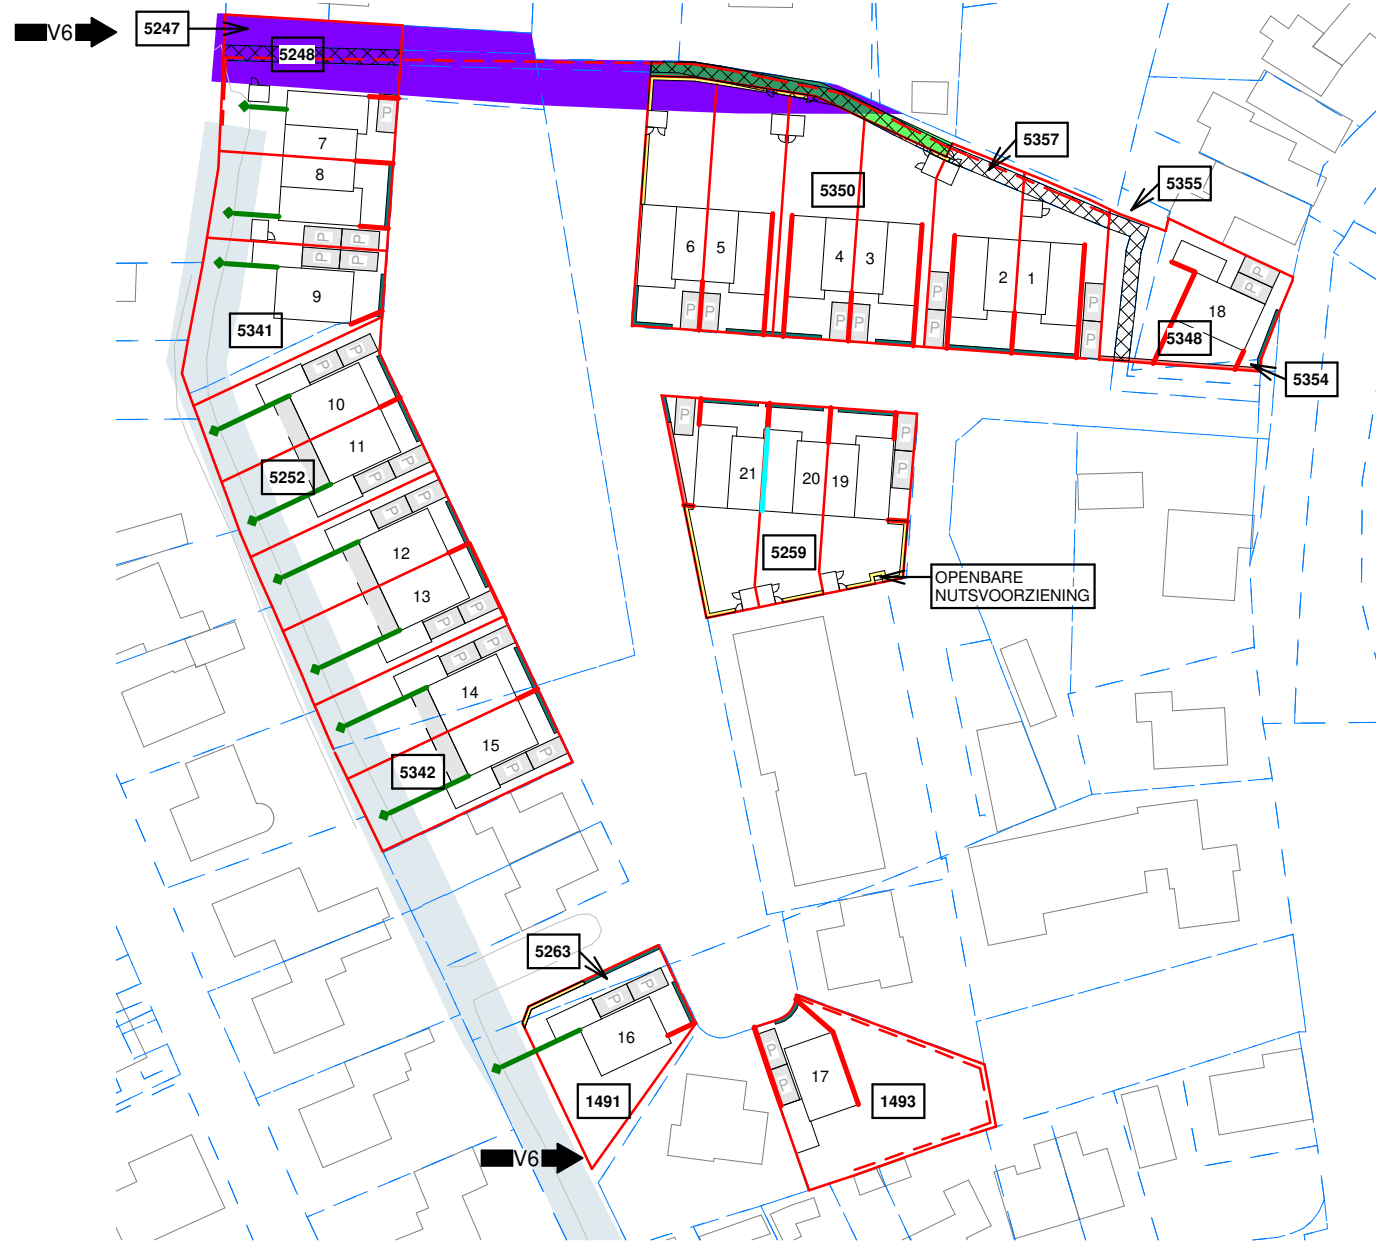 V6
5247
5248
P
7
8
P P
P P
9
5341
10
11
P P
P P
5252
12
13
P P
P P
14
15
P P
P P
5342
5357
5355
5350
6 5
4 3
2 1
P P
P P
P
P
P
P
P
P
18
5348
5354
P
P
P
21
20 19
5259
OPENBARE
NUTSVOORZIENING
5263
P P
16
1491
V6
P
P
17
1493